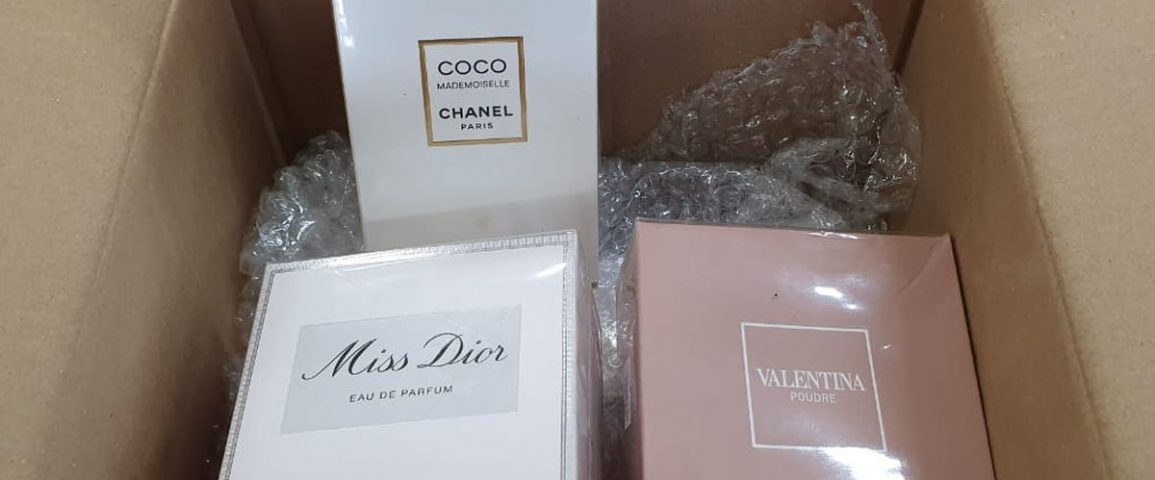 COCO
MADEMOISELLE
CHANEL
PARIS
Miss Dior
EAU DE PARFUM
VALENTINA
POUDRE